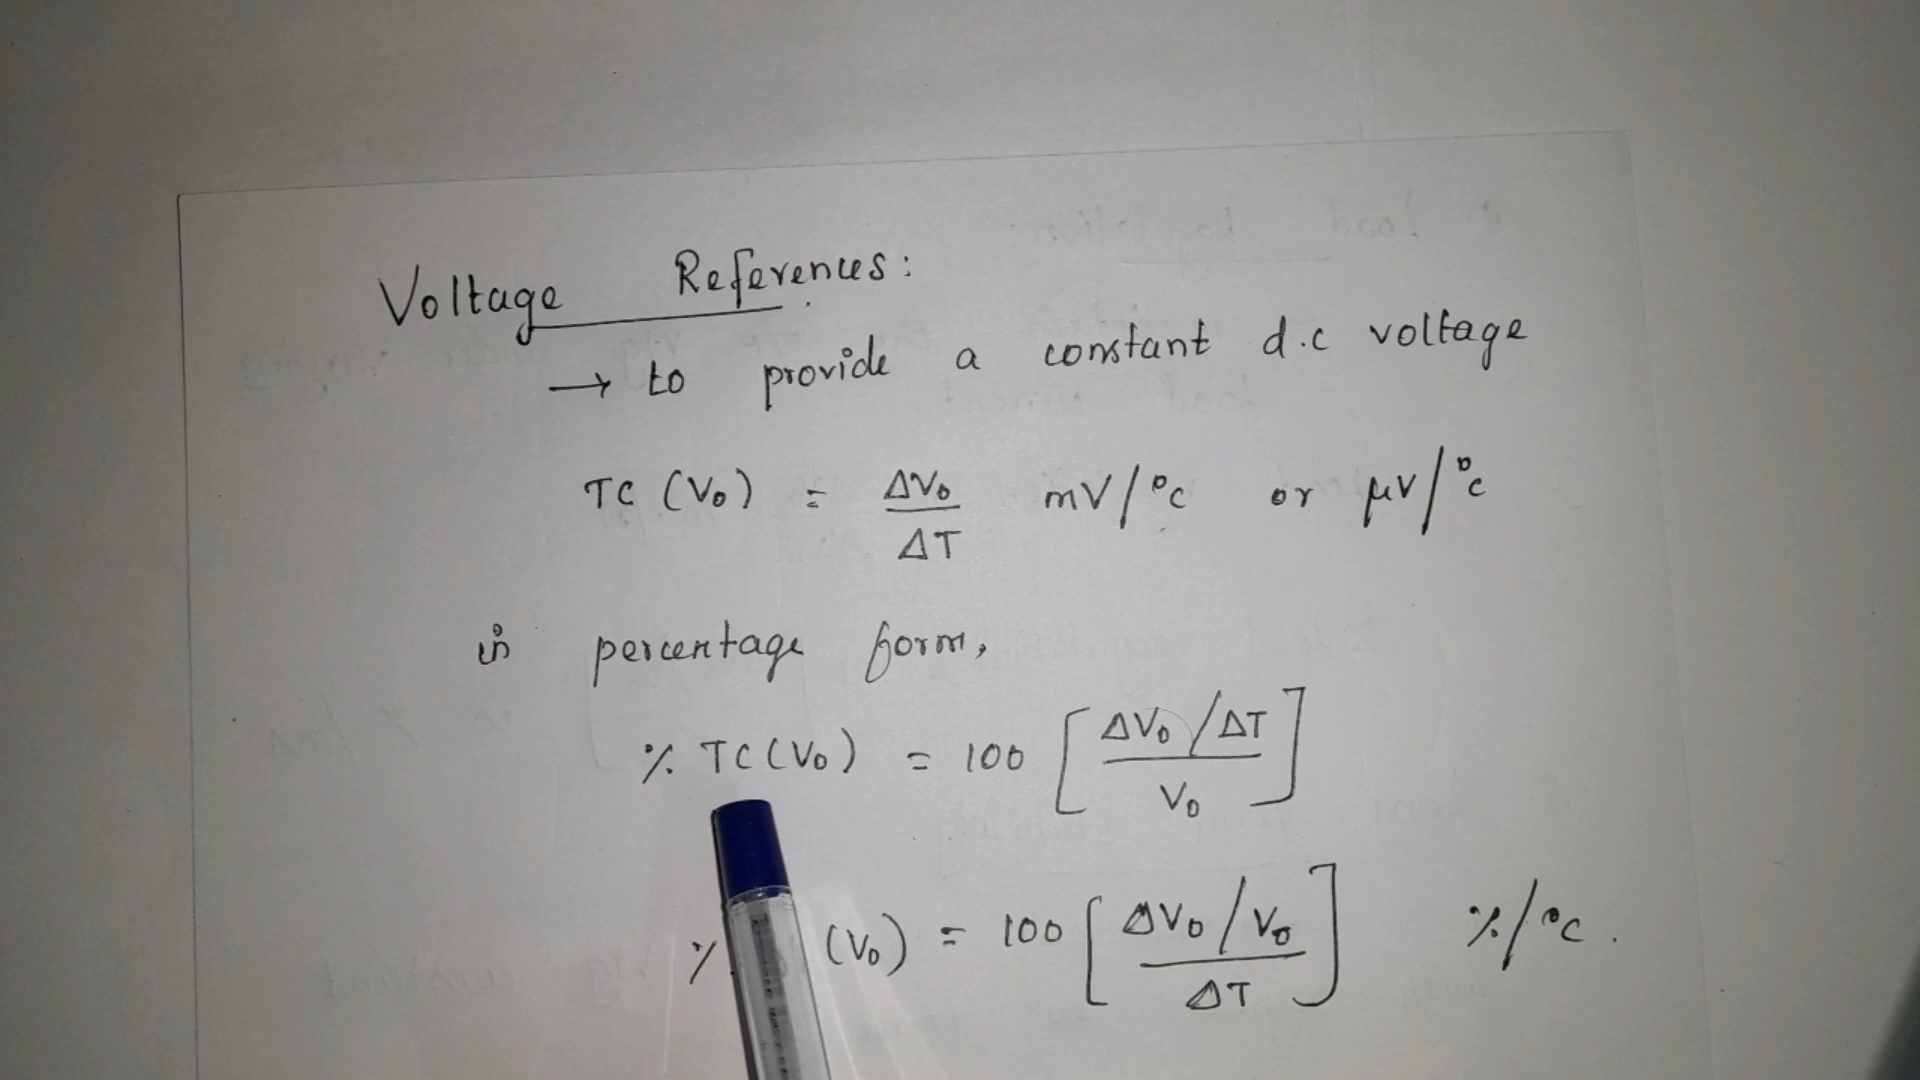 Voltage References:
→ to provide a constant d.c voltage
TC (V₀) = ΔV₀ / ΔT mV/°C or μV/°C
in percentage form,
% TC(V₀) = 100 [ (ΔV₀/ΔT) / V₀ ]
% (V₀) = 100 [ (ΔV₀/V₀) / ΔT ] %/°C.